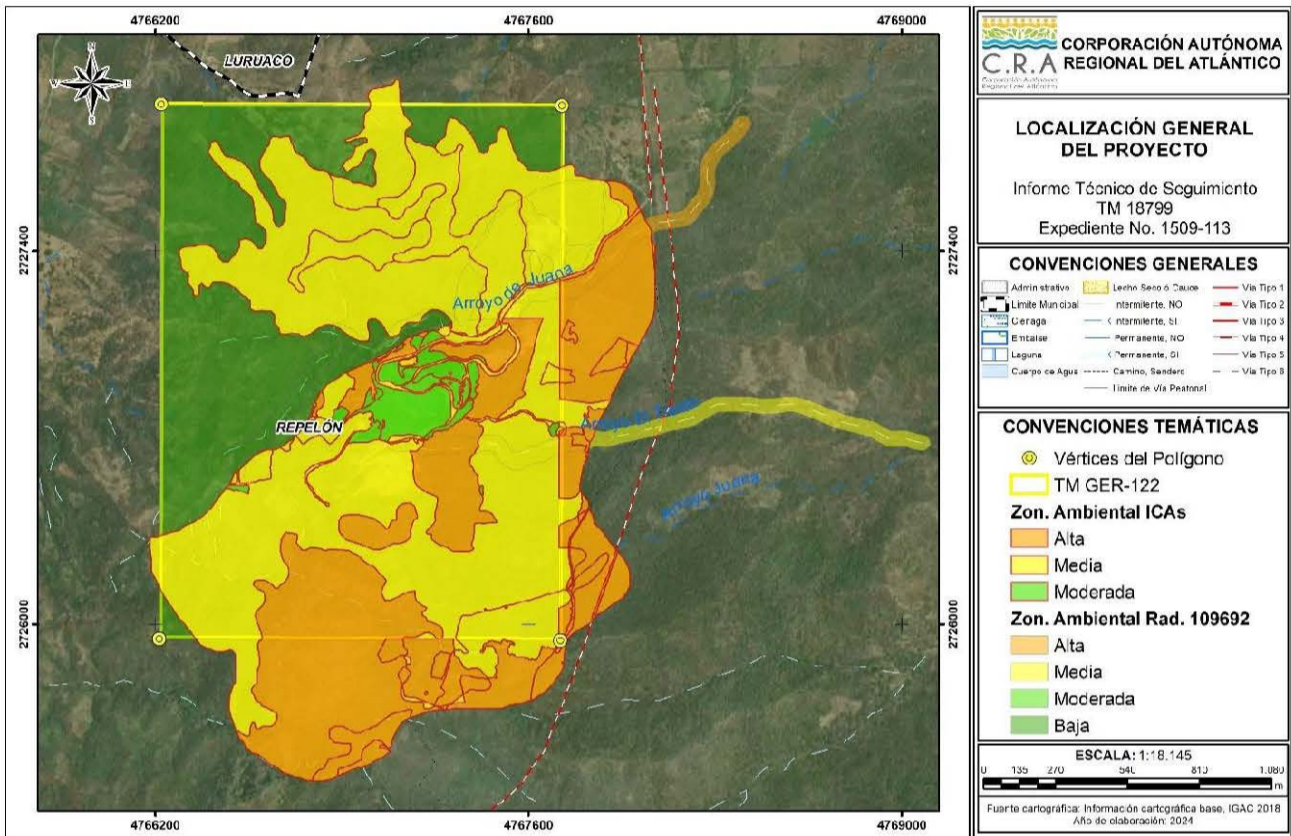 4766200
4767600
4769000
2727400
2726000
2727400
2726000
4766200
4767600
4769000
N
E
S
LURUACO
Arroyo de Juana
REPELÓN
Arroyo Juana
C.R.A
Corporación Autónoma
Regional del Atlántico
CORPORACIÓN AUTÓNOMA
REGIONAL DEL ATLÁNTICO
LOCALIZACIÓN GENERAL
DEL PROYECTO
Informe Técnico de Seguimiento
TM 18799
Expediente No. 1509-113
CONVENCIONES GENERALES
Administrativo
Límite Municipal
Ciénaga
Embalse
Laguna
Cuerpo de Agua
Lecho Seco ó Cauce
Intermitente, NO
Intermitente, SI
Permanente, NO
Permanente, SI
Camino, Sendero
Límite de Vía Peatonal
Vía Tipo 1
Vía Tipo 2
Vía Tipo 3
Vía Tipo 4
Vía Tipo 5
Vía Tipo 6
CONVENCIONES TEMÁTICAS
Vértices del Polígono
TM GER-122
Zon. Ambiental ICAs
Alta
Media
Moderada
Zon. Ambiental Rad. 109692
Alta
Media
Moderada
Baja
ESCALA: 1:18.145
0 135 270 540 810 1.080
m
Fuente cartográfica: Información cartográfica base, IGAC 2018
Año de elaboración: 2024